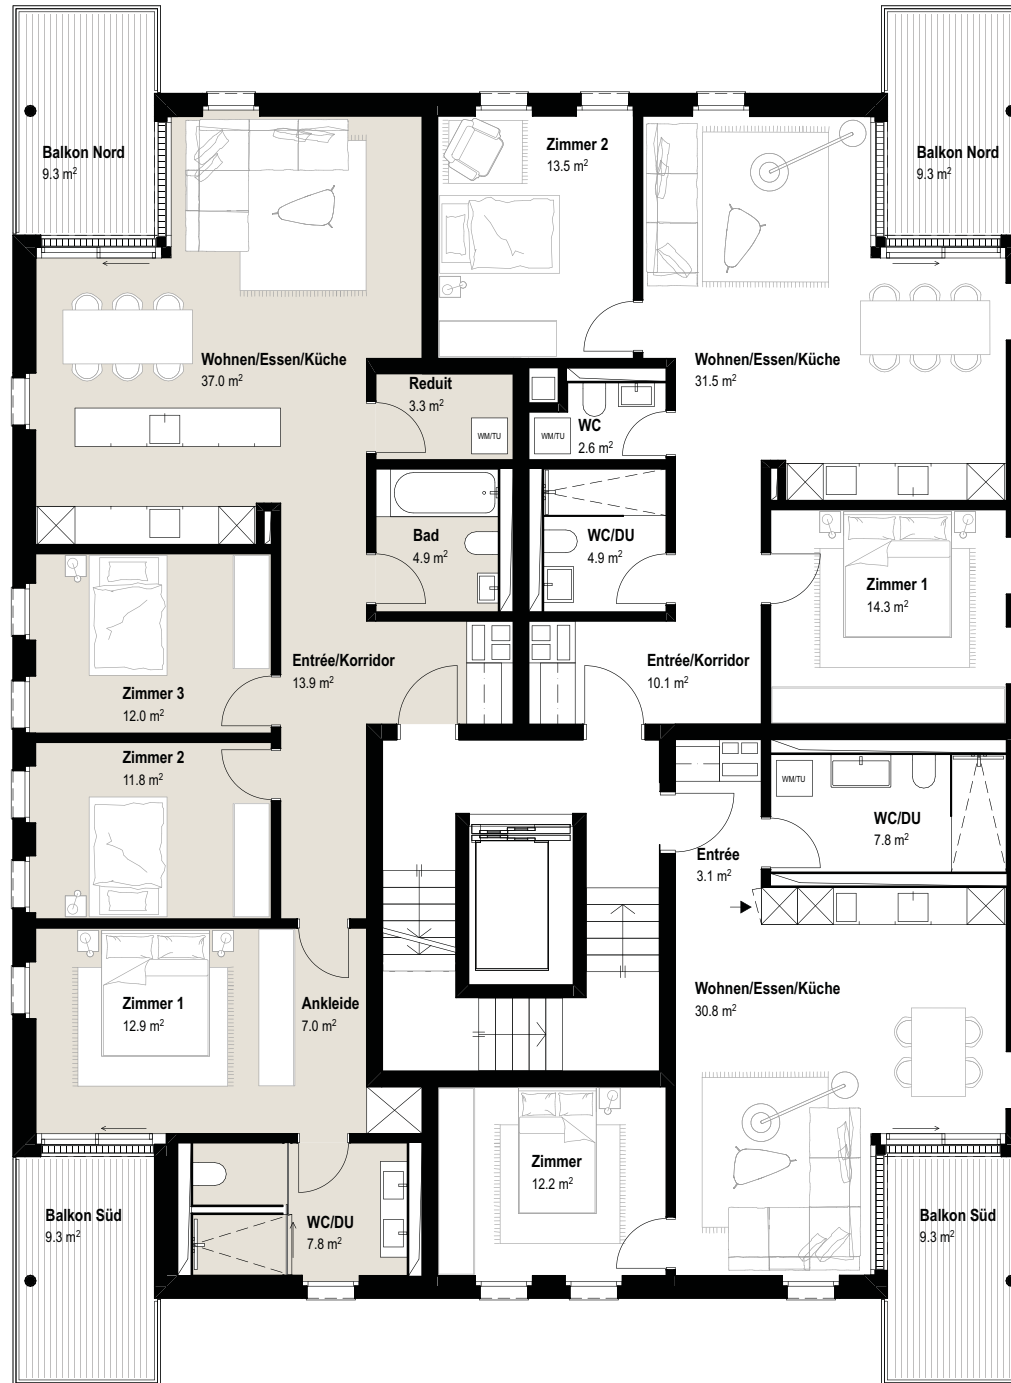 Balkon Nord
9.3 m²
Zimmer 2
13.5 m²
Balkon Nord
9.3 m²
Wohnen/Essen/Küche
37.0 m²
Wohnen/Essen/Küche
31.5 m²
Reduit
3.3 m²
WM/TU
WM/TU
WC
2.6 m²
Bad
4.9 m²
WC/DU
4.9 m²
Zimmer 1
14.3 m²
Entrée/Korridor
13.9 m²
Entrée/Korridor
10.1 m²
Zimmer 3
12.0 m²
Zimmer 2
11.8 m²
WM/TU
WC/DU
7.8 m²
Entrée
3.1 m²
Zimmer 1
12.9 m²
Ankleide
7.0 m²
Wohnen/Essen/Küche
30.8 m²
Zimmer
12.2 m²
Balkon Süd
9.3 m²
WC/DU
7.8 m²
Balkon Süd
9.3 m²